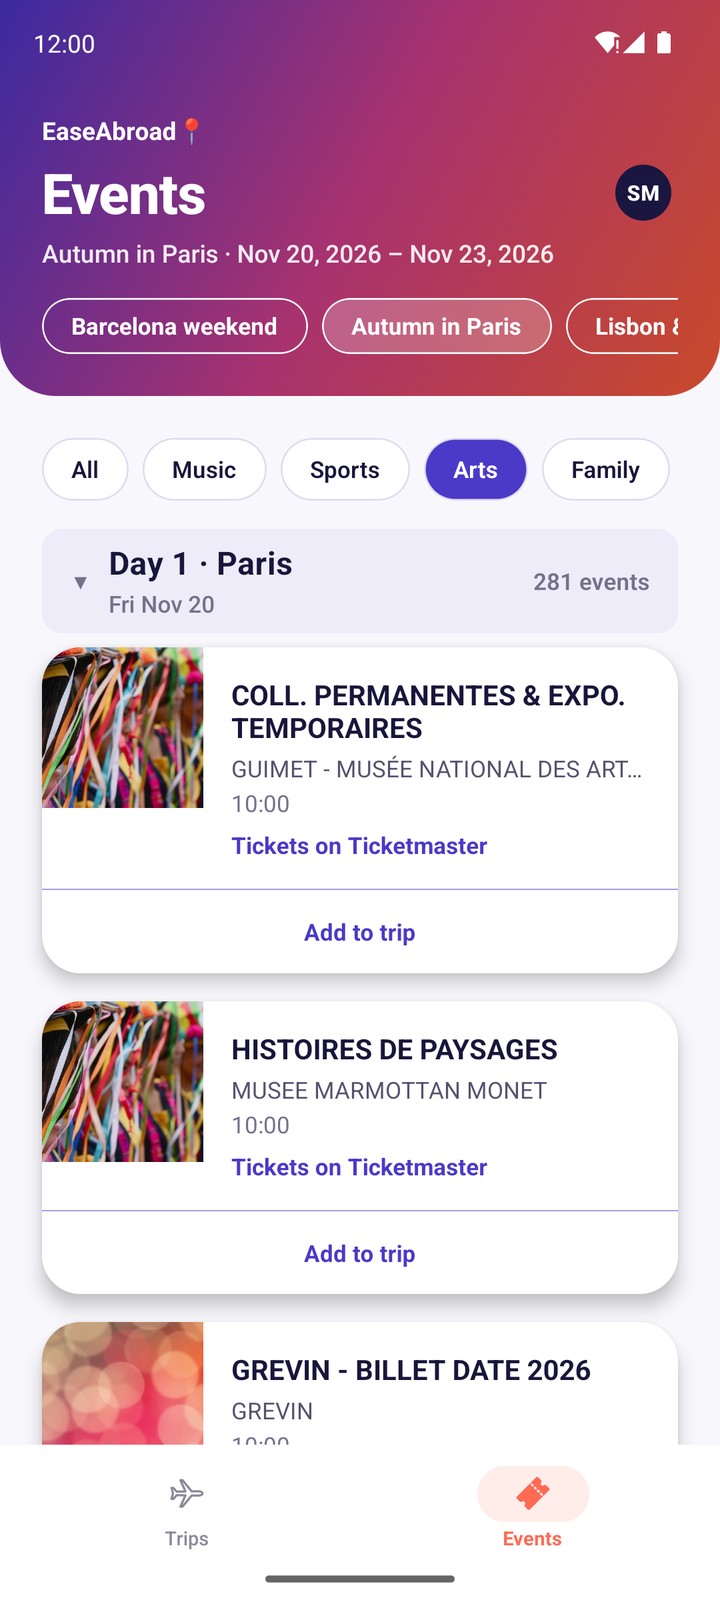 12:00
EaseAbroad📍
Events
SM
Autumn in Paris · Nov 20, 2026 – Nov 23, 2026
Barcelona weekend
Autumn in Paris
Lisbon
All
Music
Sports
Arts
Family
▼ Day 1 · Paris
Fri Nov 20
281 events
COLL. PERMANENTES & EXPO.
TEMPORAIRES
GUIMET - MUSÉE NATIONAL DES ART...
10:00
Tickets on Ticketmaster
Add to trip
HISTOIRES DE PAYSAGES
MUSEE MARMOTTAN MONET
10:00
Tickets on Ticketmaster
Add to trip
GREVIN - BILLET DATE 2026
GREVIN
Trips
Events